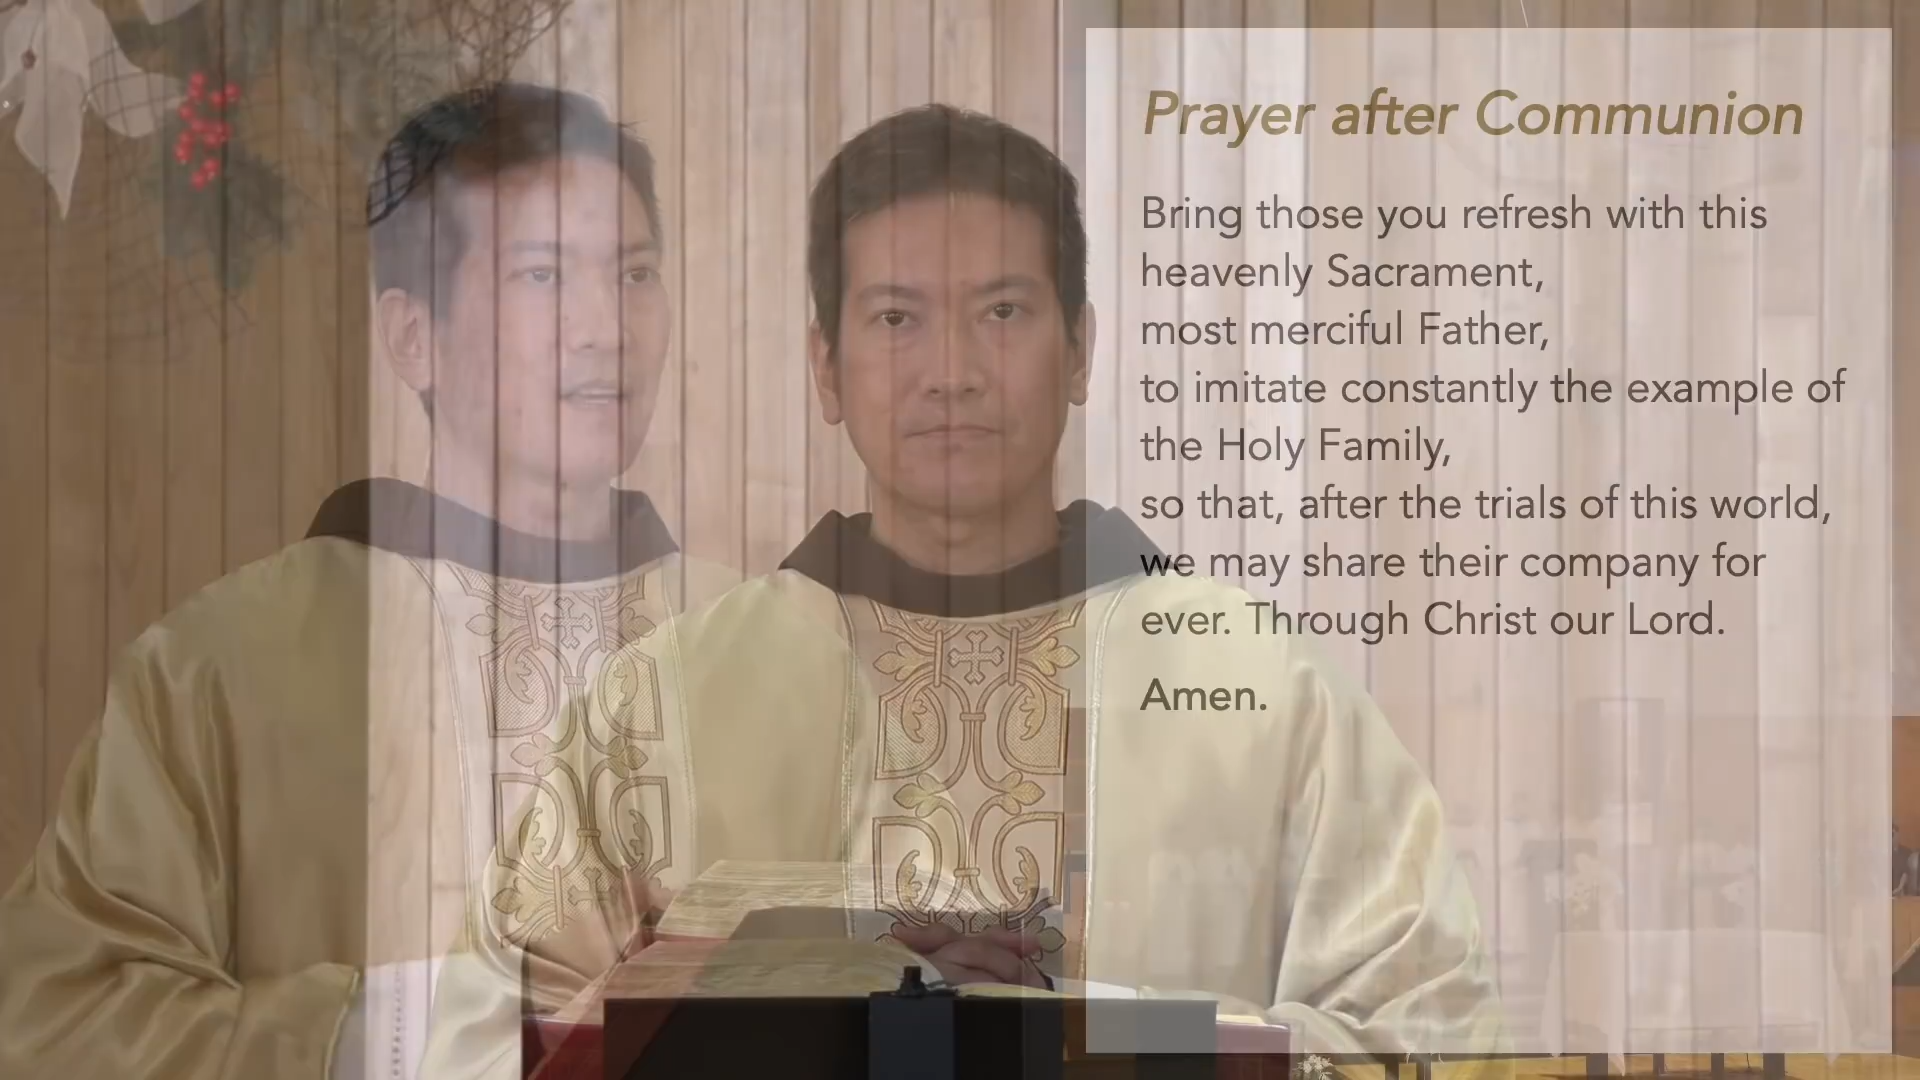 Prayer after Communion
Bring those you refresh with this
heavenly Sacrament,
most merciful Father,
to imitate constantly the example of
the Holy Family,
so that, after the trials of this world,
we may share their company for
ever. Through Christ our Lord.
Amen.